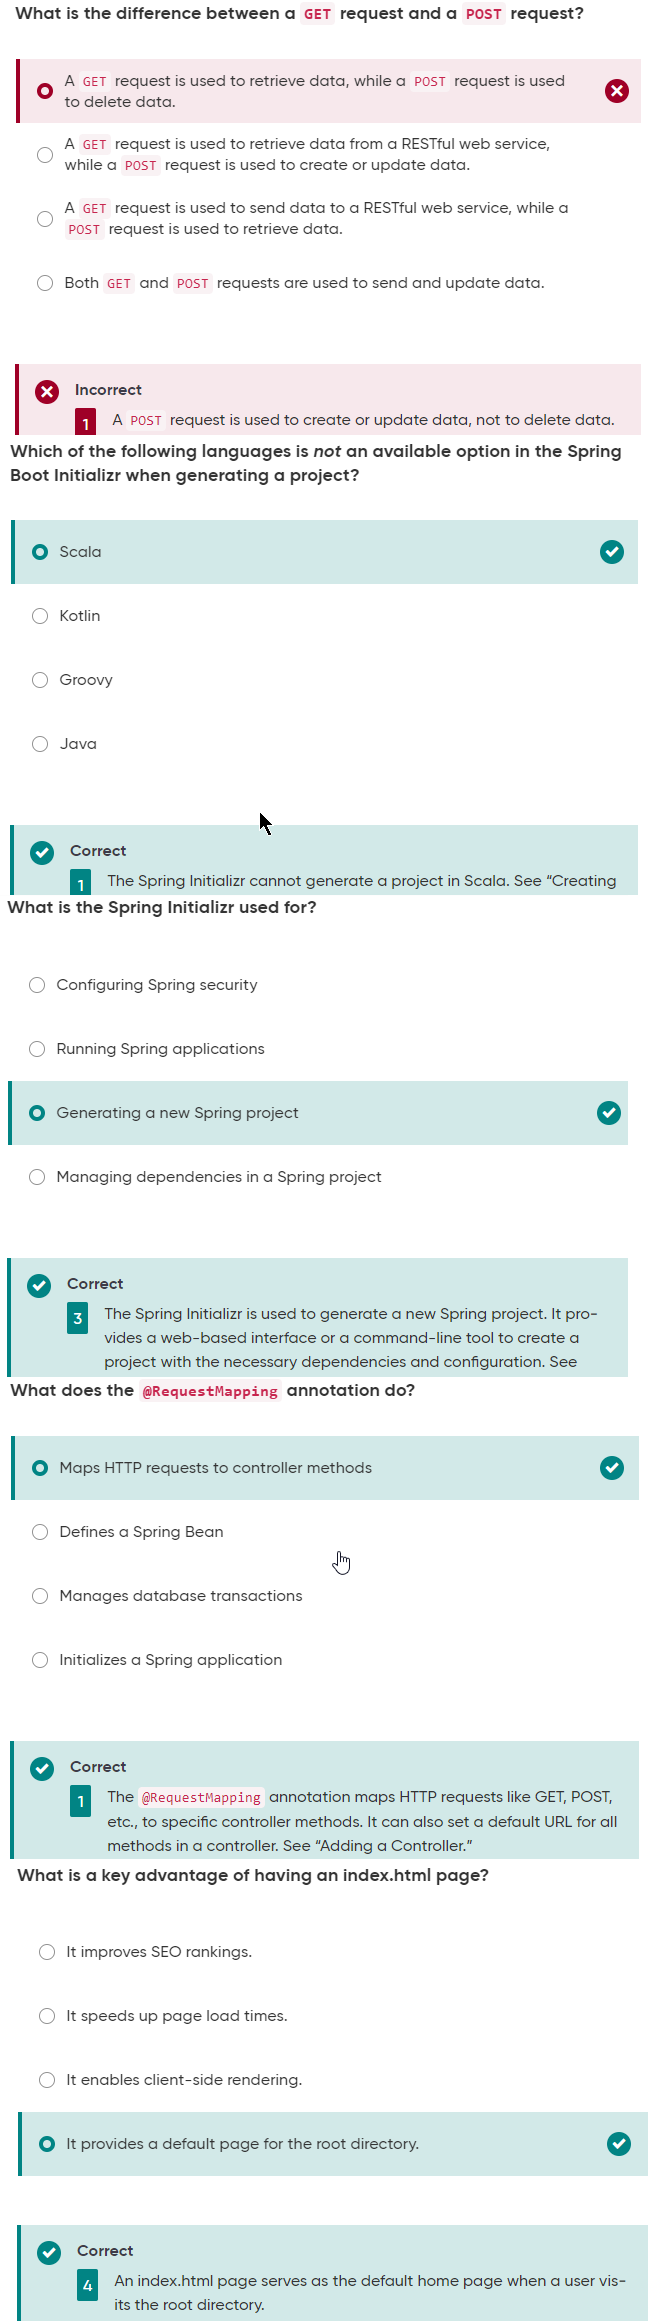 What is the difference between a GET request and a POST request?
A GET request is used to retrieve data, while a POST request is used
to delete data.
A GET request is used to retrieve data from a RESTful web service,
while a POST request is used to create or update data.
A GET request is used to send data to a RESTful web service, while a
POST request is used to retrieve data.
Both GET and POST requests are used to send and update data.
Incorrect
1 A POST request is used to create or update data, not to delete data.
Which of the following languages is not an available option in the Spring
Boot Initializr when generating a project?
Scala
Kotlin
Groovy
Java
Correct
1 The Spring Initializr cannot generate a project in Scala. See “Creating
What is the Spring Initializr used for?
Configuring Spring security
Running Spring applications
Generating a new Spring project
Managing dependencies in a Spring project
Correct
3 The Spring Initializr is used to generate a new Spring project. It pro-
vides a web-based interface or a command-line tool to create a
project with the necessary dependencies and configuration. See
What does the @RequestMapping annotation do?
Maps HTTP requests to controller methods
Defines a Spring Bean
Manages database transactions
Initializes a Spring application
Correct
1 The @RequestMapping annotation maps HTTP requests like GET, POST,
etc., to specific controller methods. It can also set a default URL for all
methods in a controller. See “Adding a Controller.”
What is a key advantage of having an index.html page?
It improves SEO rankings.
It speeds up page load times.
It enables client-side rendering.
It provides a default page for the root directory.
Correct
4 An index.html page serves as the default home page when a user vis-
its the root directory.